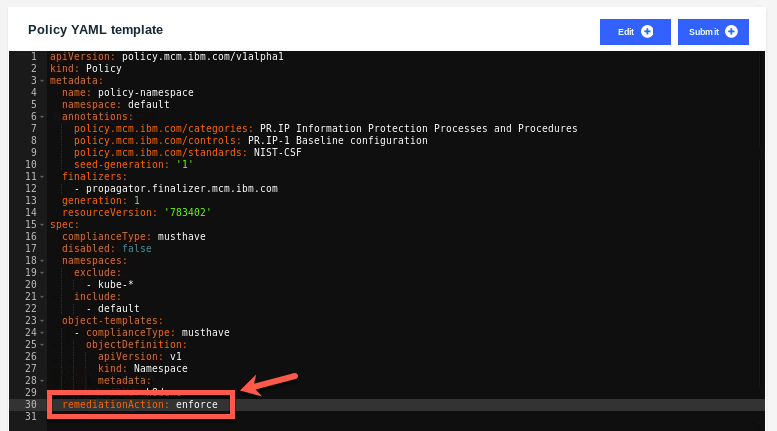 Policy YAML template
Edit
Submit
1 apiVersion: policy.mcm.ibm.com/v1alpha1
2 kind: Policy
3 metadata:
4 name: policy-namespace
5 namespace: default
6 annotations:
7 policy.mcm.ibm.com/categories: PR.IP Information Protection Processes and Procedures
8 policy.mcm.ibm.com/controls: PR.IP-1 Baseline configuration
9 policy.mcm.ibm.com/standards: NIST-CSF
10 seed-generation: '1'
11 finalizers:
12 - propagator.finalizer.mcm.ibm.com
13 generation: 1
14 resourceVersion: '783402'
15 spec:
16 complianceType: musthave
17 disabled: false
18 namespaces:
19 exclude:
20 - kube-*
21 include:
22 - default
23 object-templates:
24 - complianceType: musthave
25 objectDefinition:
26 apiVersion: v1
27 kind: Namespace
28 metadata:
29
30 remediationAction: enforce
31